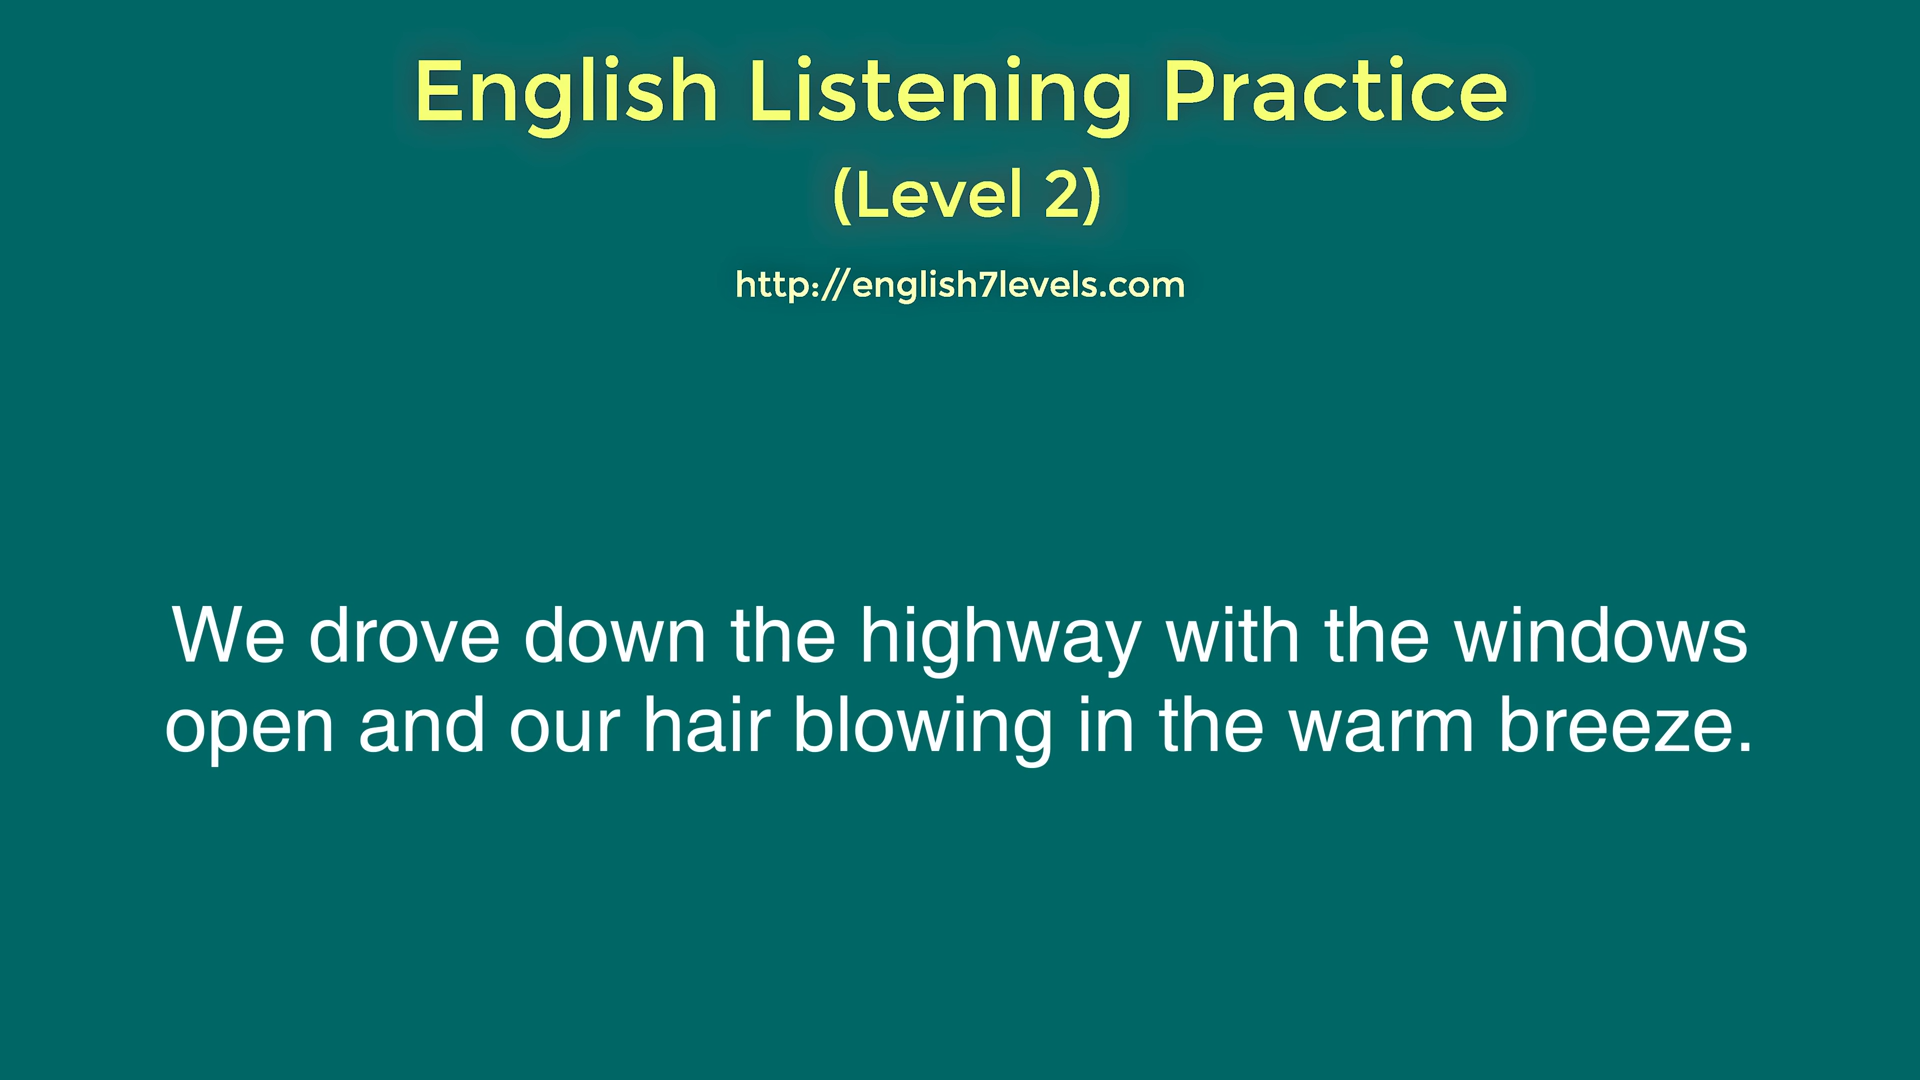 English Listening Practice
(Level 2)
http://english7levels.com
We drove down the highway with the windows
open and our hair blowing in the warm breeze.